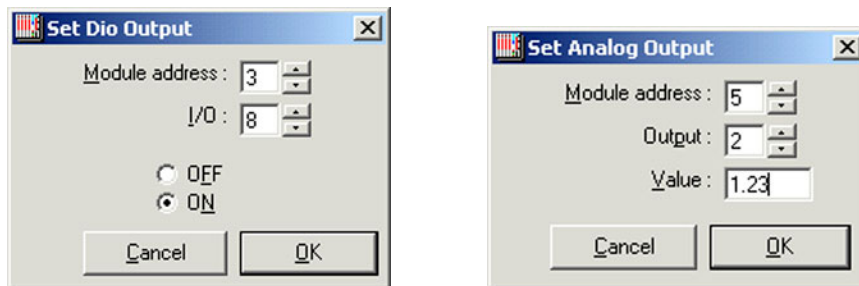 Set Dio Output
Module address : 3
I/O : 8
OFF
ON
Cancel OK
Set Analog Output
Module address : 5
Output : 2
Value : 1.23
Cancel OK